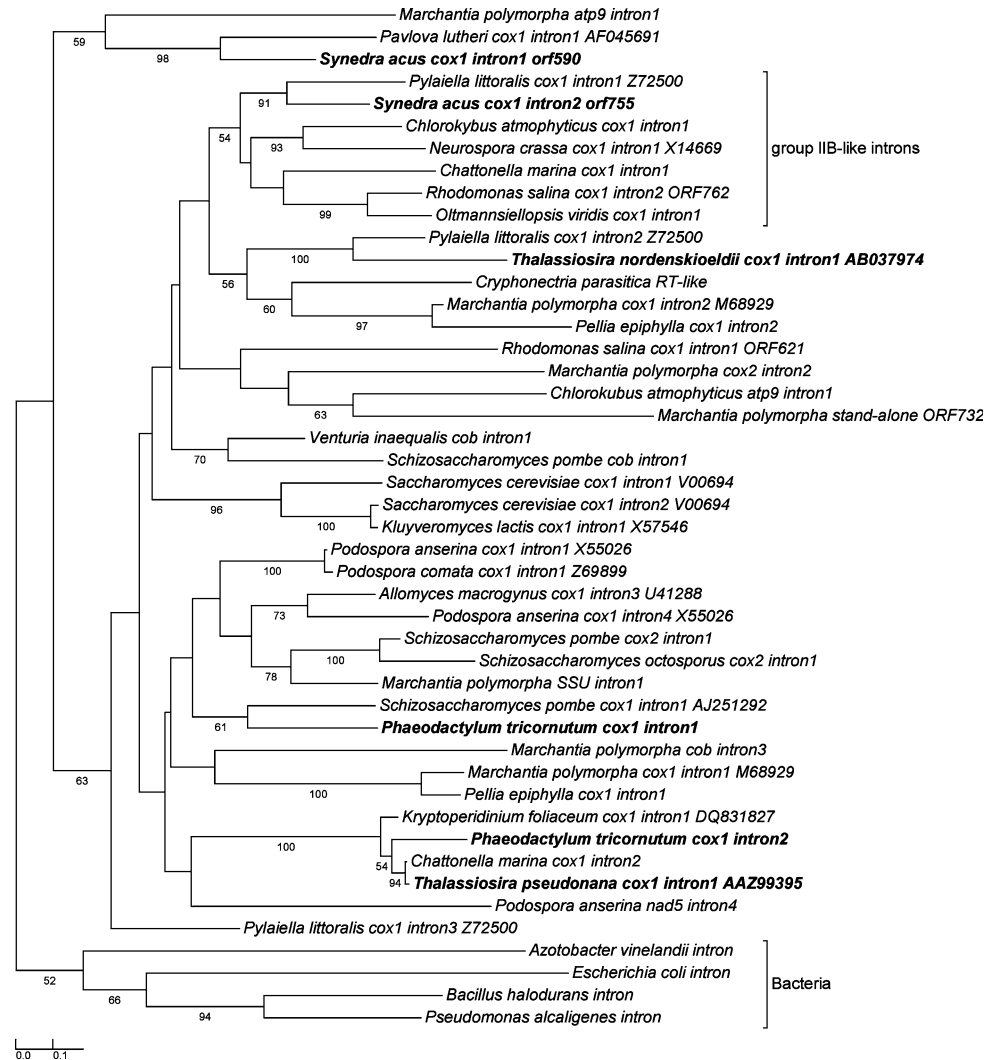 Marchantia polymorpha atp9 intron1
59
Pavlova lutheri cox1 intron1 AF045691
98
Synedra acus cox1 intron1 orf590
Pylaiella littoralis cox1 intron1 Z72500
91
Synedra acus cox1 intron2 orf755
Chlorokybus atmophyticus cox1 intron1
54
93
Neurospora crassa cox1 intron1 X14669
group IIB-like introns
Chattonella marina cox1 intron1
Rhodomonas salina cox1 intron2 ORF762
99
Oltmannsiellopsis viridis cox1 intron1
Pylaiella littoralis cox1 intron2 Z72500
100
Thalassiosira nordenskioeldii cox1 intron1 AB037974
56
Cryphonectria parasitica RT-like
60
Marchantia polymorpha cox1 intron2 M68929
97
Pellia epiphylla cox1 intron2
Rhodomonas salina cox1 intron1 ORF621
Marchantia polymorpha cox2 intron2
Chlorokubus atmophyticus atp9 intron1
63
Marchantia polymorpha stand-alone ORF732
Venturia inaequalis cob intron1
70
Schizosaccharomyces pombe cob intron1
Saccharomyces cerevisiae cox1 intron1 V00694
96
Saccharomyces cerevisiae cox1 intron2 V00694
100
Kluyveromyces lactis cox1 intron1 X57546
Podospora anserina cox1 intron1 X55026
100
Podospora comata cox1 intron1 Z69899
Allomyces macrogynus cox1 intron3 U41288
73
Podospora anserina cox1 intron4 X55026
Schizosaccharomyces pombe cox2 intron1
100
Schizosaccharomyces octosporus cox2 intron1
78
Marchantia polymorpha SSU intron1
Schizosaccharomyces pombe cox1 intron1 AJ251292
61
Phaeodactylum tricornutum cox1 intron1
Marchantia polymorpha cob intron3
63
Marchantia polymorpha cox1 intron1 M68929
100
Pellia epiphylla cox1 intron1
Kryptoperidinium foliaceum cox1 intron1 DQ831827
100
Phaeodactylum tricornutum cox1 intron2
54
Chattonella marina cox1 intron2
94
Thalassiosira pseudonana cox1 intron1 AAZ99395
Podospora anserina nad5 intron4
Pylaiella littoralis cox1 intron3 Z72500
Azotobacter vinelandii intron
52
Escherichia coli intron
66
Bacteria
Bacillus halodurans intron
94
Pseudomonas alcaligenes intron
0.0 0.1